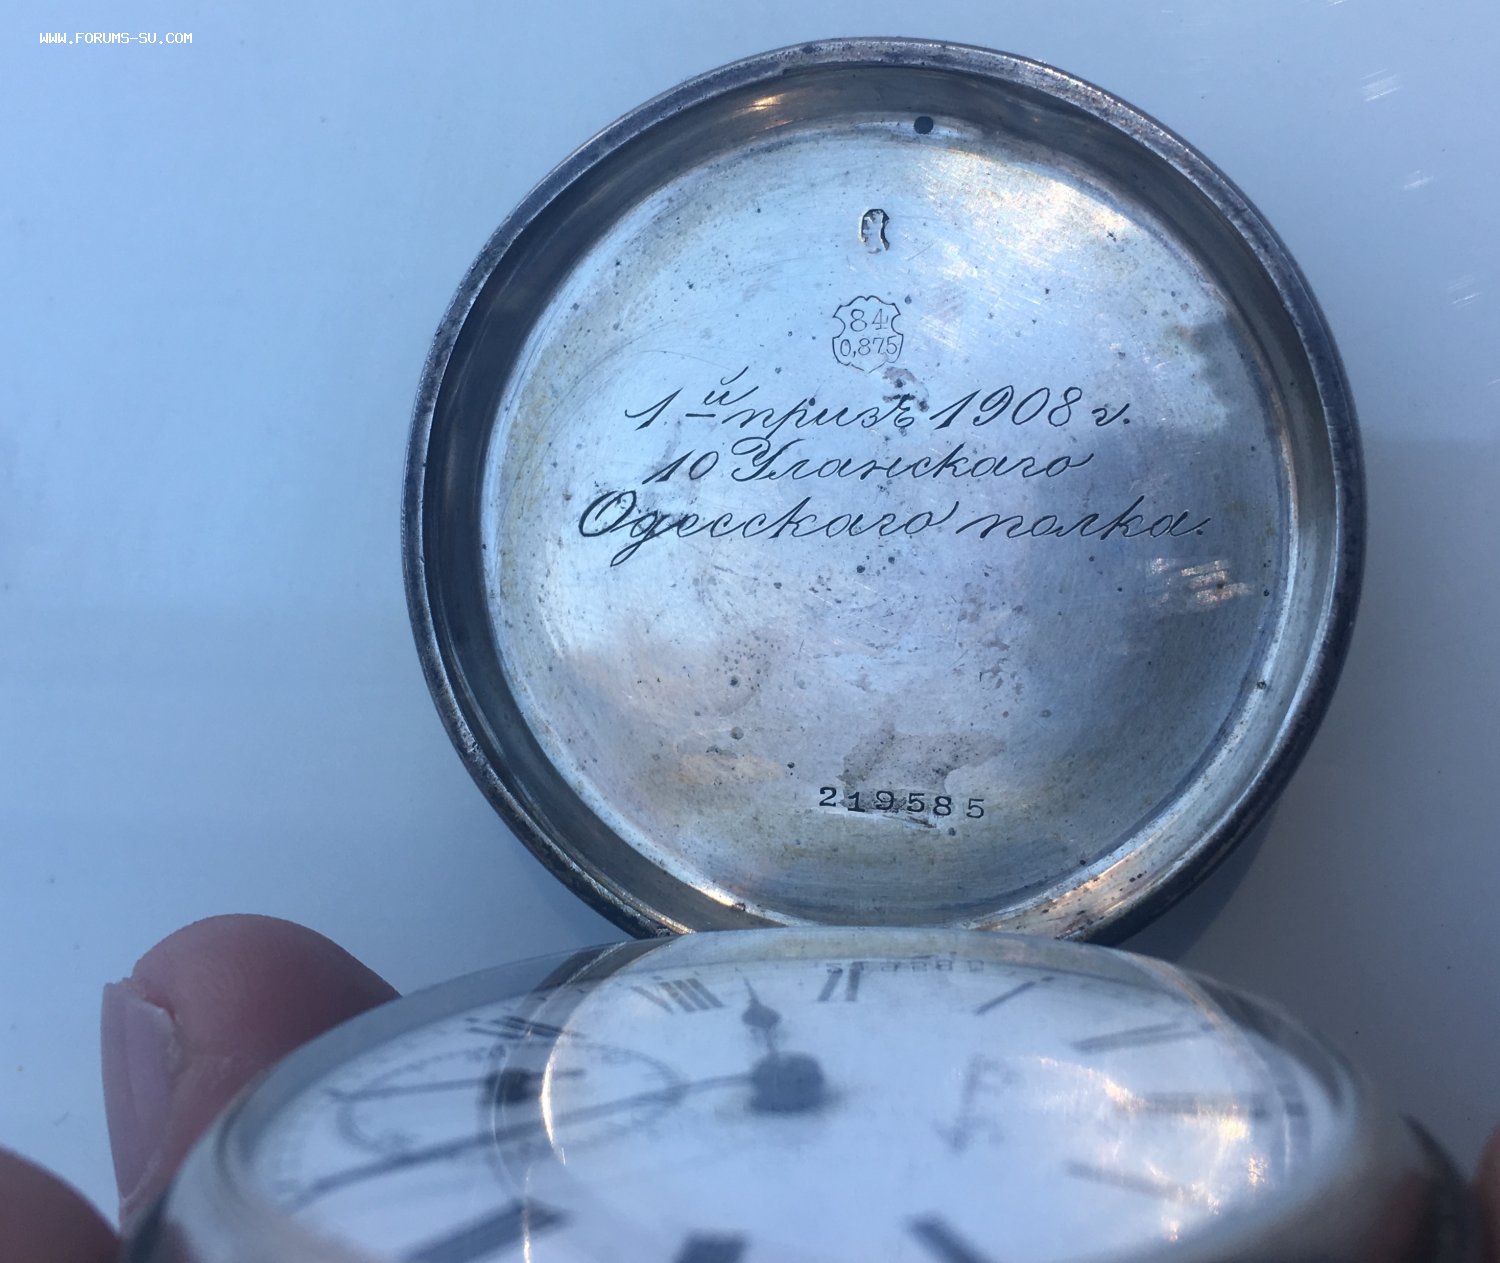 WWW.FORUMS-SU.COM
84
0,875
1-й призъ 1908 г.
10 Уланскаго
Одесскаго полка.
219585